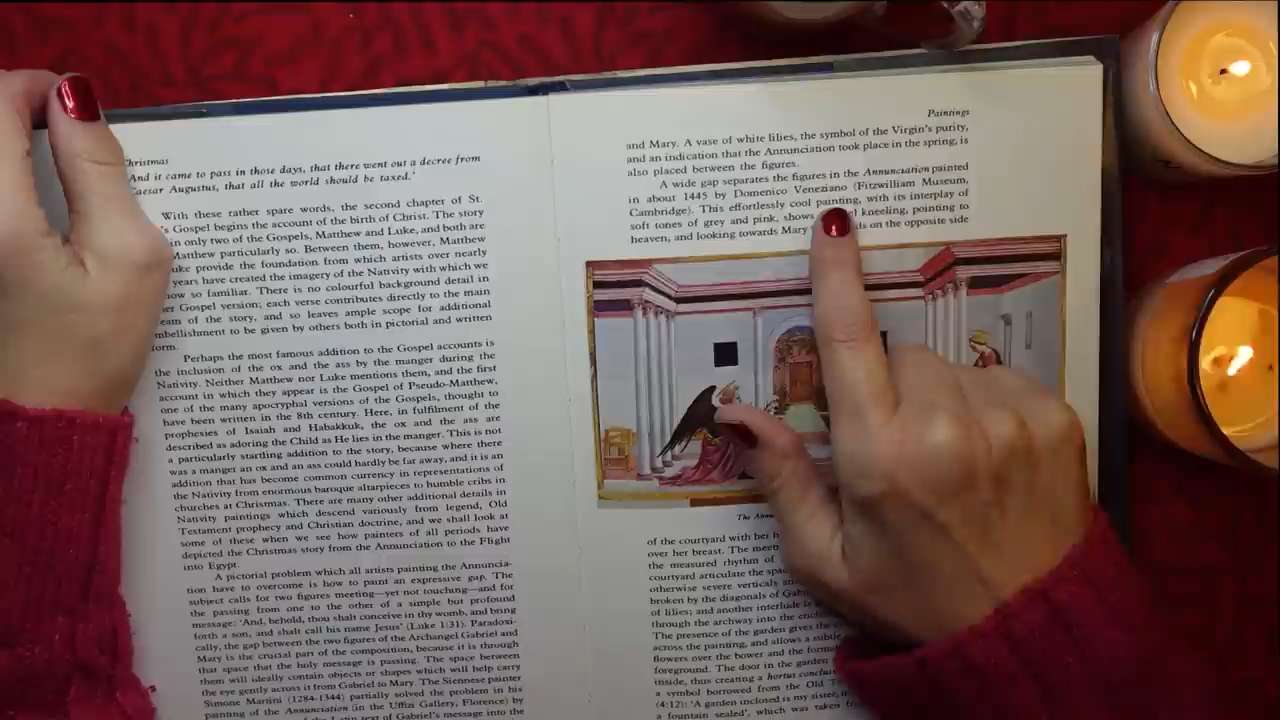 Christmas
'And it came to pass in those days, that there went out a decree from
Caesar Augustus, that all the world should be taxed.'
With these rather spare words, the second chapter of St.
's Gospel begins the account of the birth of Christ. The story
in only two of the Gospels, Matthew and Luke, and both are
Matthew particularly so. Between them, however, Matthew
uke provide the foundation from which artists over nearly
years have created the imagery of the Nativity with which we
now so familiar. There is no colourful background detail in
er Gospel version; each verse contributes directly to the main
eam of the story, and so leaves ample scope for additional
mbellishment to be given by others both in pictorial and written
form.
Perhaps the most famous addition to the Gospel accounts is
the inclusion of the ox and the ass by the manger during the
Nativity. Neither Matthew nor Luke mentions them, and the first
account in which they appear is the Gospel of Pseudo-Matthew,
one of the many apocryphal versions of the Gospels, thought to
have been written in the 8th century. Here, in fulfilment of the
prophesies of Isaiah and Habakkuk, the ox and the ass are
described as adoring the Child as He lies in the manger. This is not
a particularly startling addition to the story, because where there
was a manger an ox and an ass could hardly be far away, and it is an
addition that has become common currency in representations of
the Nativity from enormous baroque altarpieces to humble cribs in
churches at Christmas. There are many other additional details in
Nativity paintings which descend variously from legend, Old
Testament prophecy and Christian doctrine, and we shall look at
some of these when we see how painters of all periods have
depicted the Christmas story from the Annunciation to the Flight
into Egypt.
A pictorial problem which all artists painting the Annuncia-
tion have to overcome is how to paint an expressive gap. The
subject calls for two figures meeting—yet not touching—and for
the passing from one to the other of a simple but profound
message: 'And, behold, thou shalt conceive in thy womb, and bring
forth a son, and shalt call his name Jesus' (Luke 1:31). Paradoxi-
cally, the gap between the two figures of the Archangel Gabriel and
Mary is the crucial part of the composition, because it is through
that space that the holy message is passing. The space between
them will ideally contain objects or shapes which will help carry
the eye gently across it from Gabriel to Mary. The Siennese painter
Simone Martini (1284-1344) partially solved the problem in his
painting of the Annunciation (in the Uffizi Gallery, Florence) by
of the Latin text of Gabriel's message into the
Paintings
and Mary. A vase of white lilies, the symbol of the Virgin's purity,
and an indication that the Annunciation took place in the spring, is
also placed between the figures.
A wide gap separates the figures in the Annunciation painted
in about 1445 by Domenico Veneziano (Fitzwilliam Museum,
Cambridge). This effortlessly cool painting, with its interplay of
soft tones of grey and pink, shows kneeling, pointing to
heaven, and looking towards Mary ds on the opposite side
The Ann
of the courtyard with her h
over her breast. The meet
the measured rhythm of
courtyard articulate the spa
otherwise severe verticals an
broken by the diagonals of Gab
of lilies; and another interlude is
through the archway into the enc
The presence of the garden gives
across the painting, and allows a subtle
flowers over the bower and the forma
foreground. The door in the garden
inside, thus creating a hortus conclus
a symbol borrowed from the Old T
(4:12): 'A garden inclosed is my sister,
a fountain sealed', which was taken